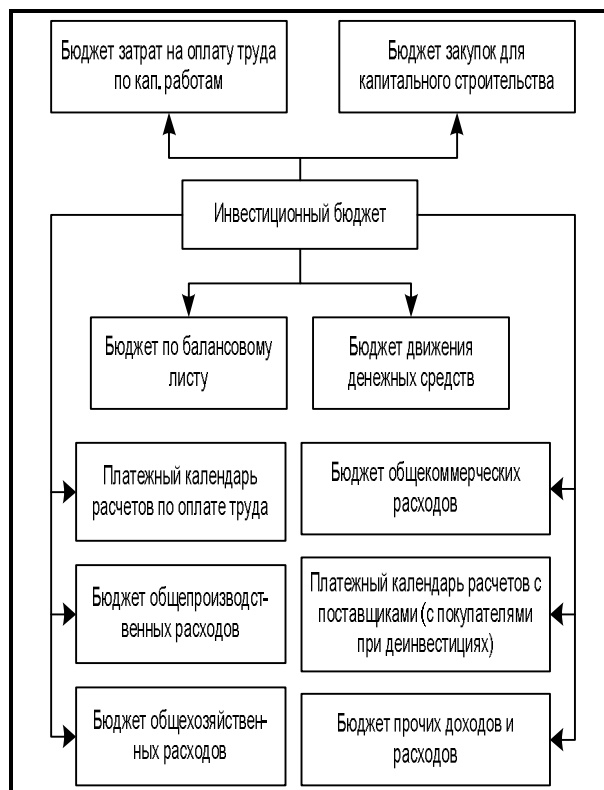 Бюджет затрат на оплату труда
по кап. работам
Бюджет закупок для
капитального строительства
Инвестиционный бюджет
Бюджет по балансовому
листу
Бюджет движения
денежных средств
Платежный календарь
расчетов по оплате труда
Бюджет общекоммерческих
расходов
Бюджет общепроизводст-
венных расходов
Платежный календарь расчетов с
поставщиками (с покупателями
при деинвестициях)
Бюджет общехозяйствен-
ных расходов
Бюджет прочих доходов и
расходов